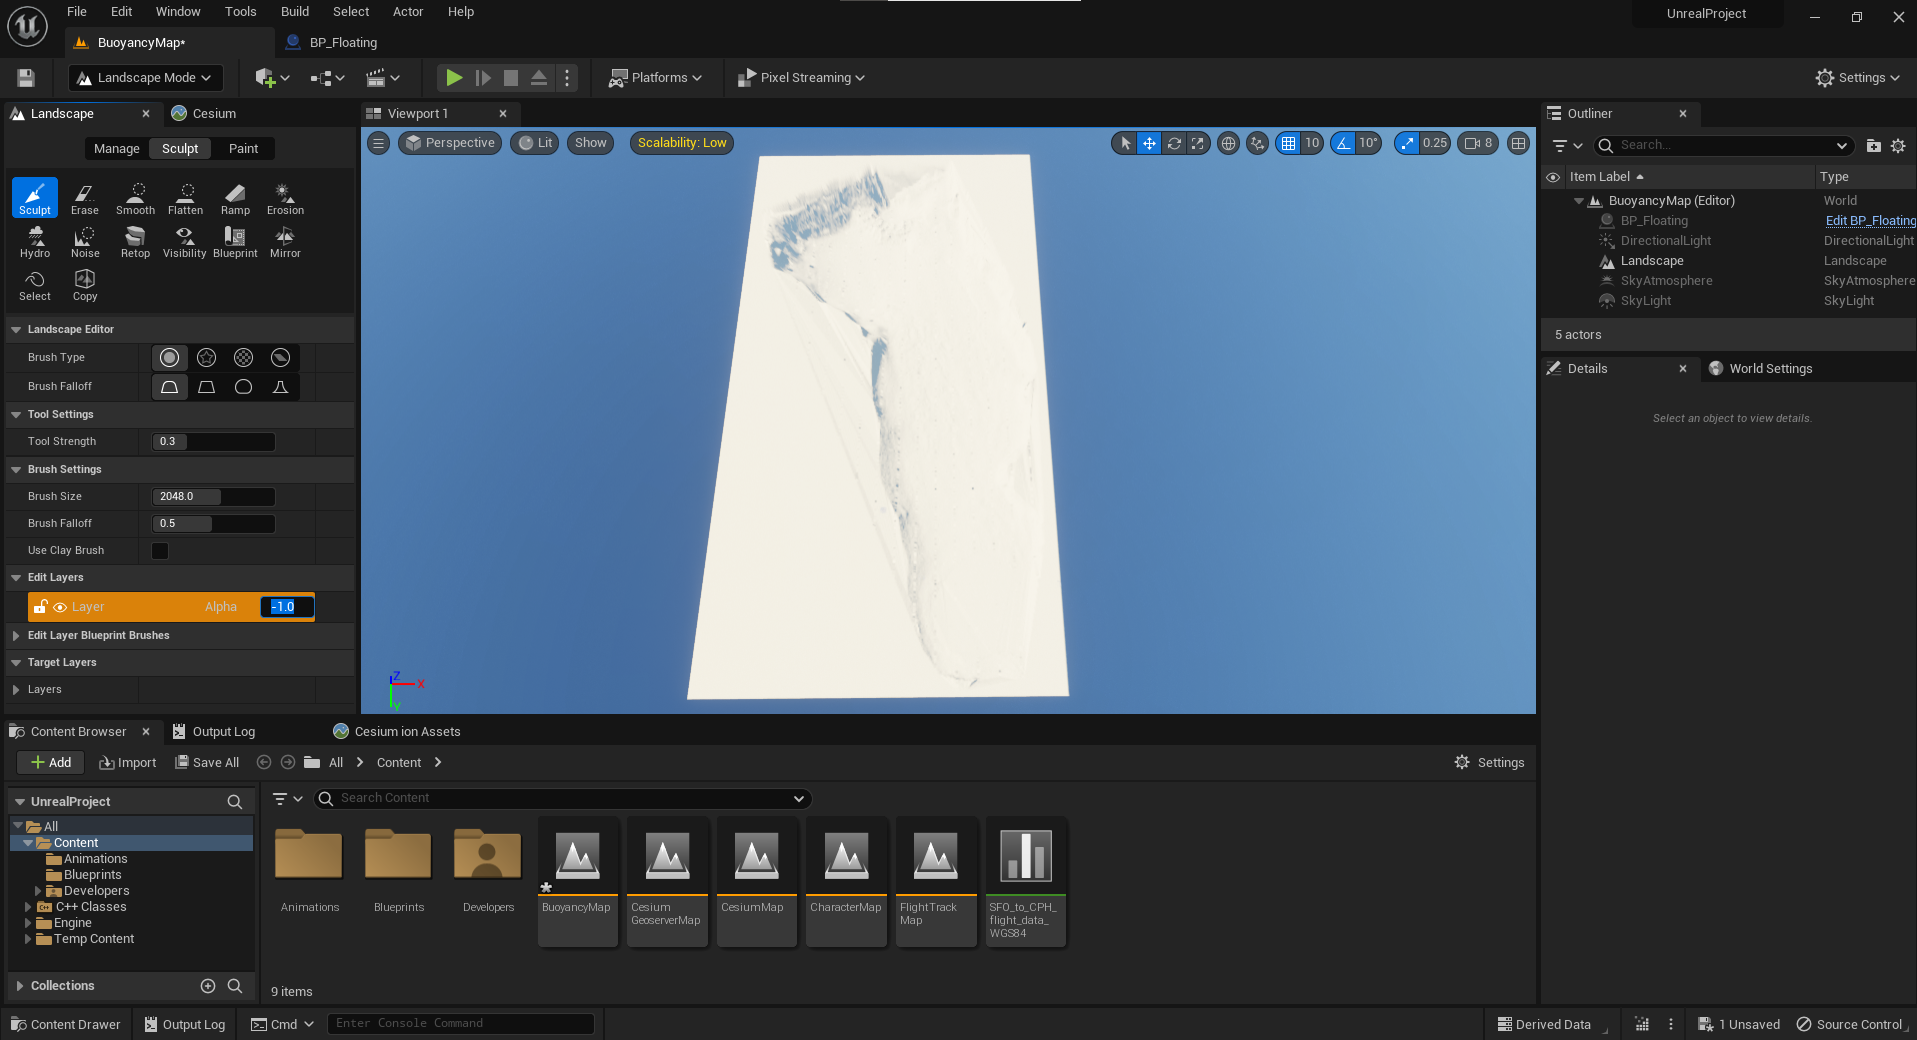 File Edit Window Tools Build Select Actor Help
UnrealProject
BuoyancyMap*
BP_Floating
Landscape Mode
Platforms
Pixel Streaming
Settings
Landscape
Cesium
Manage Sculpt Paint
Sculpt Erase Smooth Flatten Ramp Erosion
Hydro Noise Retop Visibility Blueprint Mirror
Select Copy
Landscape Editor
Brush Type
Brush Falloff
Tool Settings
Tool Strength 0.3
Brush Settings
Brush Size 2048.0
Brush Falloff 0.5
Use Clay Brush
Edit Layers
Layer Alpha -1.0
Edit Layer Blueprint Brushes
Target Layers
Layers
Viewport 1
Perspective Lit Show Scalability: Low
10 10° 0.25 8
Z X
Y
Outliner
Search...
Item Label Type
BuoyancyMap (Editor) World
BP_Floating Edit BP_Floating
DirectionalLight DirectionalLight
Landscape Landscape
SkyAtmosphere SkyAtmosphere
SkyLight SkyLight
5 actors
Details
World Settings
Select an object to view details.
Content Browser
Output Log
Cesium ion Assets
Add Import Save All All Content Settings
UnrealProject
All
Content
Animations
Blueprints
Developers
C++ Classes
Engine
Temp Content
Collections
Search Content
Animations
Blueprints
Developers
BuoyancyMap
Cesium
GeoserverMap
CesiumMap
CharacterMap
FlightTrack
Map
SFO_to_CPH_
flight_data_
WGS84
9 items
Content Drawer Output Log Cmd Enter Console Command
Derived Data 1 Unsaved Source Control